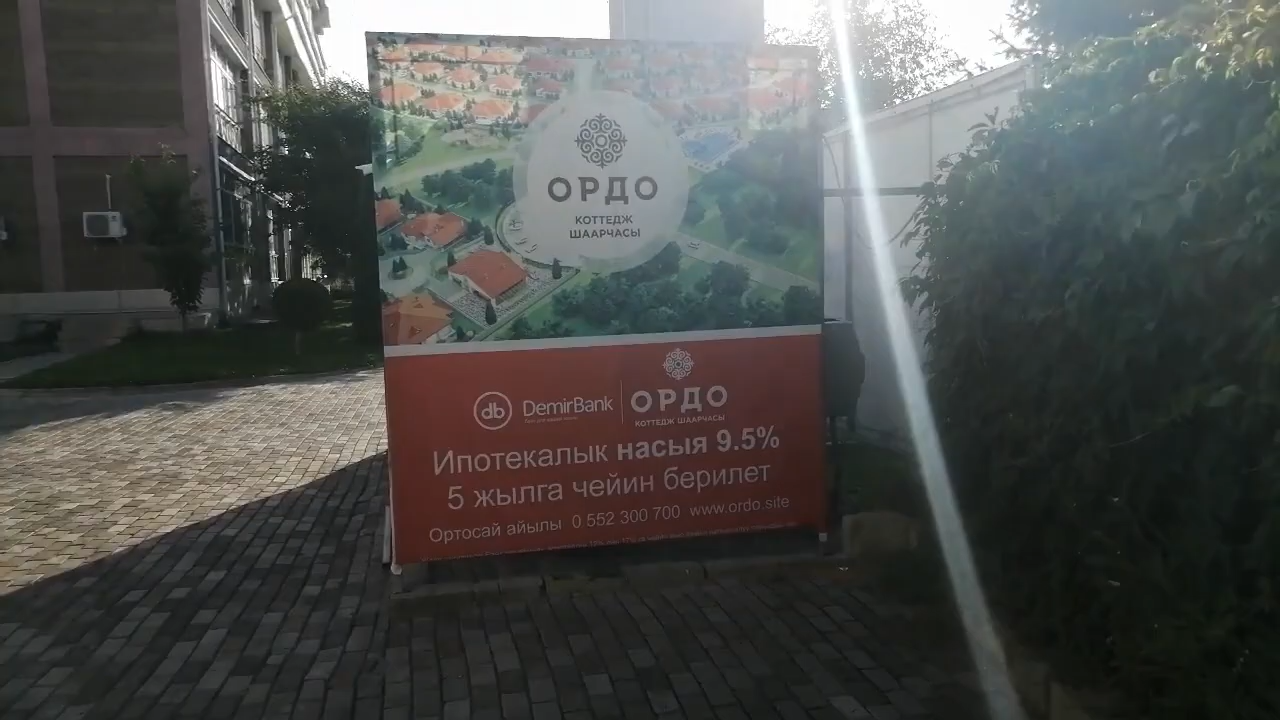 ОРДО
КОТТЕДЖ
ШААРЧАСЫ
db DemirBank
ОРДО
КОТТЕДЖ ШААРЧАСЫ
Ипотекалык насыя 9.5%
5 жылга чейин берилет
Ортосай айылы 0 552 300 700 www.ordo.site